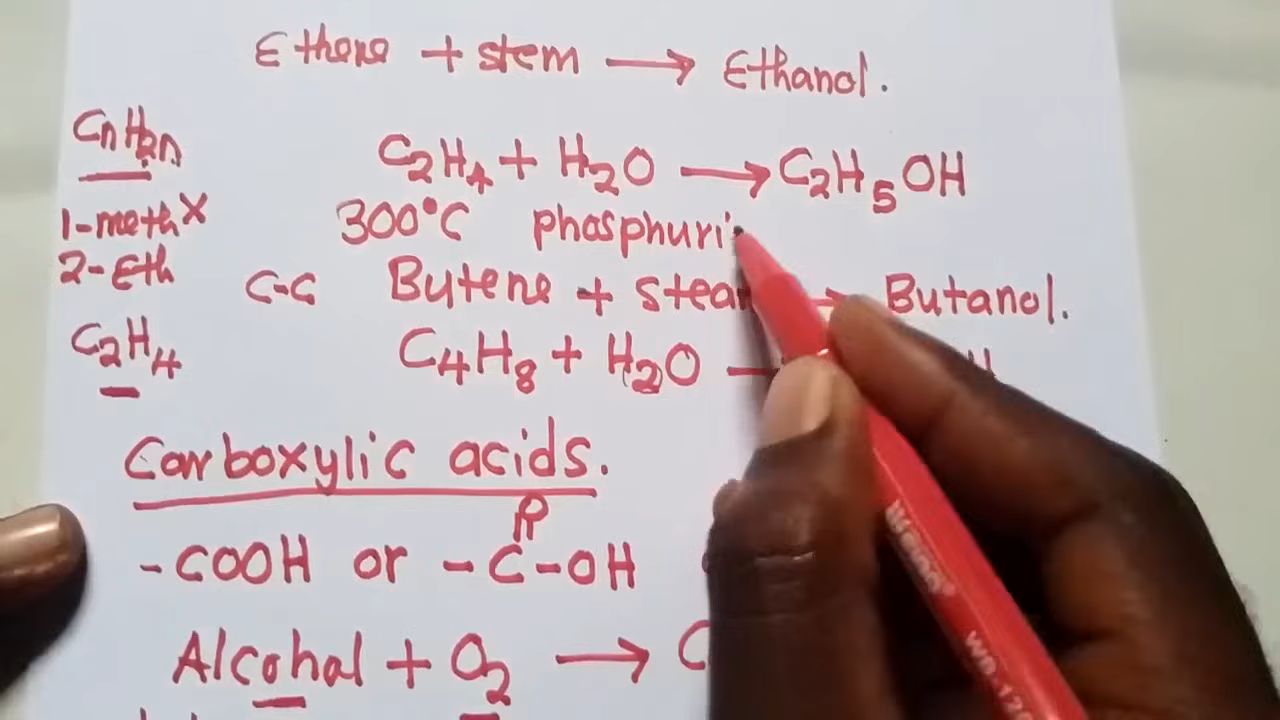 Ethene + stem → Ethanol.
CnH2n
C2H4 + H2O → C2H5OH
1-meth X
300°C phosphuri
2-Eth
C-C Butene + stea → Butanol.
C2H4
C4H8 + H2O → H
Carboxylic acids.
-COOH or -C-OH
Alcohal + O2 → C